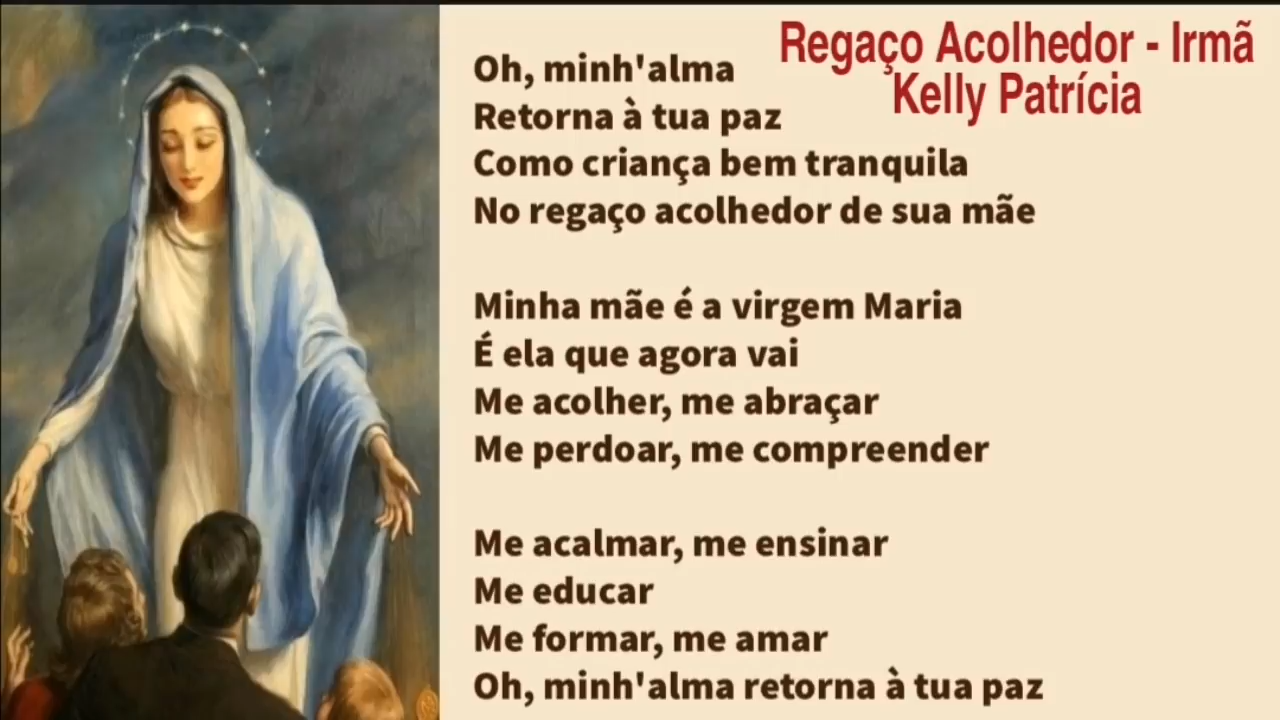 Regaço Acolhedor - Irmã
Kelly Patrícia
Oh, minh'alma
Retorna à tua paz
Como criança bem tranquila
No regaço acolhedor de sua mãe
Minha mãe é a virgem Maria
É ela que agora vai
Me acolher, me abraçar
Me perdoar, me compreender
Me acalmar, me ensinar
Me educar
Me formar, me amar
Oh, minh'alma retorna à tua paz